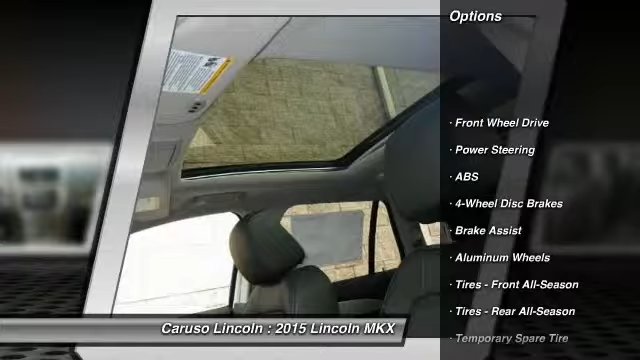 Options
· Front Wheel Drive
· Power Steering
· ABS
· 4-Wheel Disc Brakes
· Brake Assist
· Aluminum Wheels
· Tires - Front All-Season
· Tires - Rear All-Season
· Temporary Spare Tire
Caruso Lincoln : 2015 Lincoln MKX